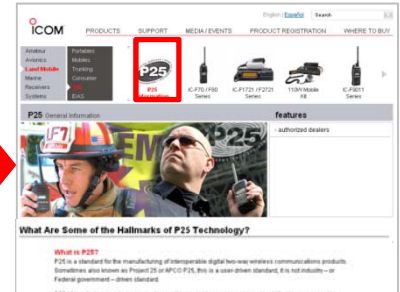 English | Español Search
ICOM
PRODUCTS SUPPORT MEDIA / EVENTS PRODUCT REGISTRATION WHERE TO BUY
Amateur
Avionics
Land Mobile
Marine
Receivers
Systems
Portables
Mobiles
Trunking
Consumer
P25
IDAS
P25
P25 Information
IC-F70 / F80 Series
IC-F1721 / F2721 Series
110W Mobile Kit
IC-F9011 Series
P25 General Information
features
- authorized dealers
P25
What Are Some of the Hallmarks of P25 Technology?
What is P25?
P25 is a standard for the manufacturing of interoperable digital two-way wireless communications products.
Sometimes also known as Project 25 or APCO P25, this is a user-driven standard, it is not industry – or
Federal government – driven standard.